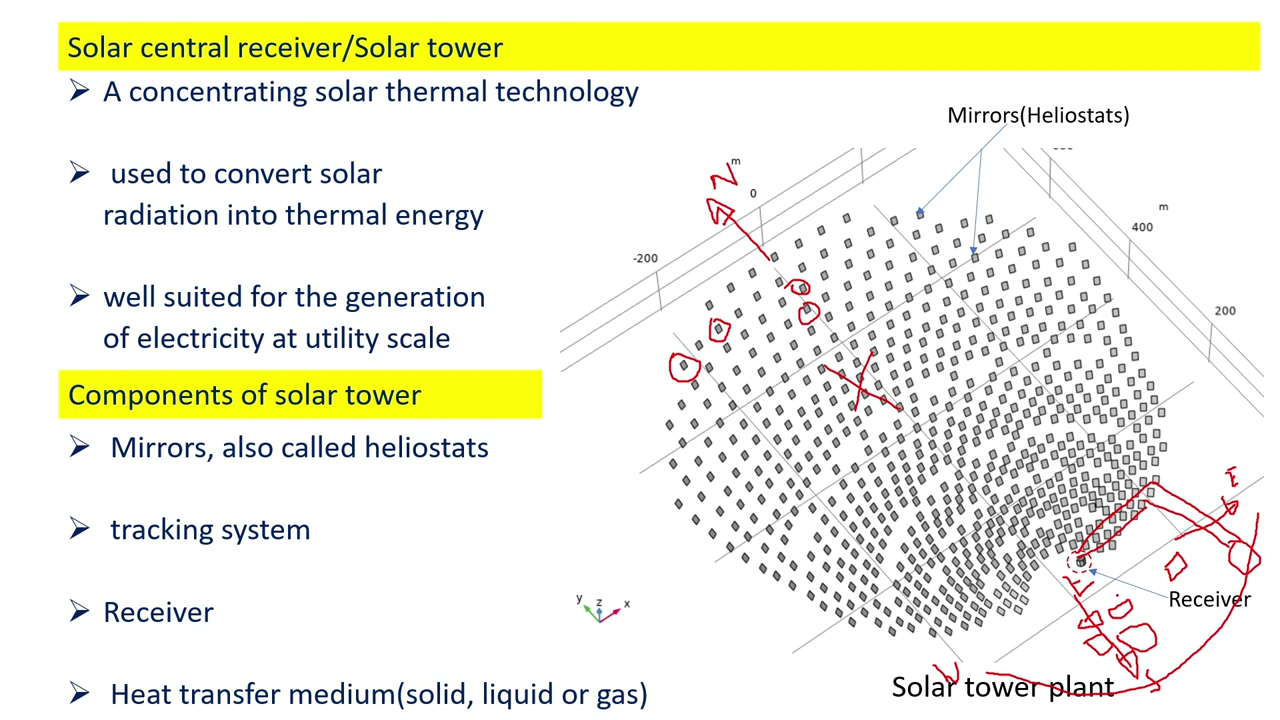 Solar central receiver/Solar tower
➢ A concentrating solar thermal technology
➢ used to convert solar
radiation into thermal energy
➢ well suited for the generation
of electricity at utility scale
Components of solar tower
➢ Mirrors, also called heliostats
➢ tracking system
➢ Receiver
➢ Heat transfer medium(solid, liquid or gas)
Mirrors(Heliostats)
N
m
0
-200
m
400
200
E
y
z
x
Receiver
W
S
Solar tower plant